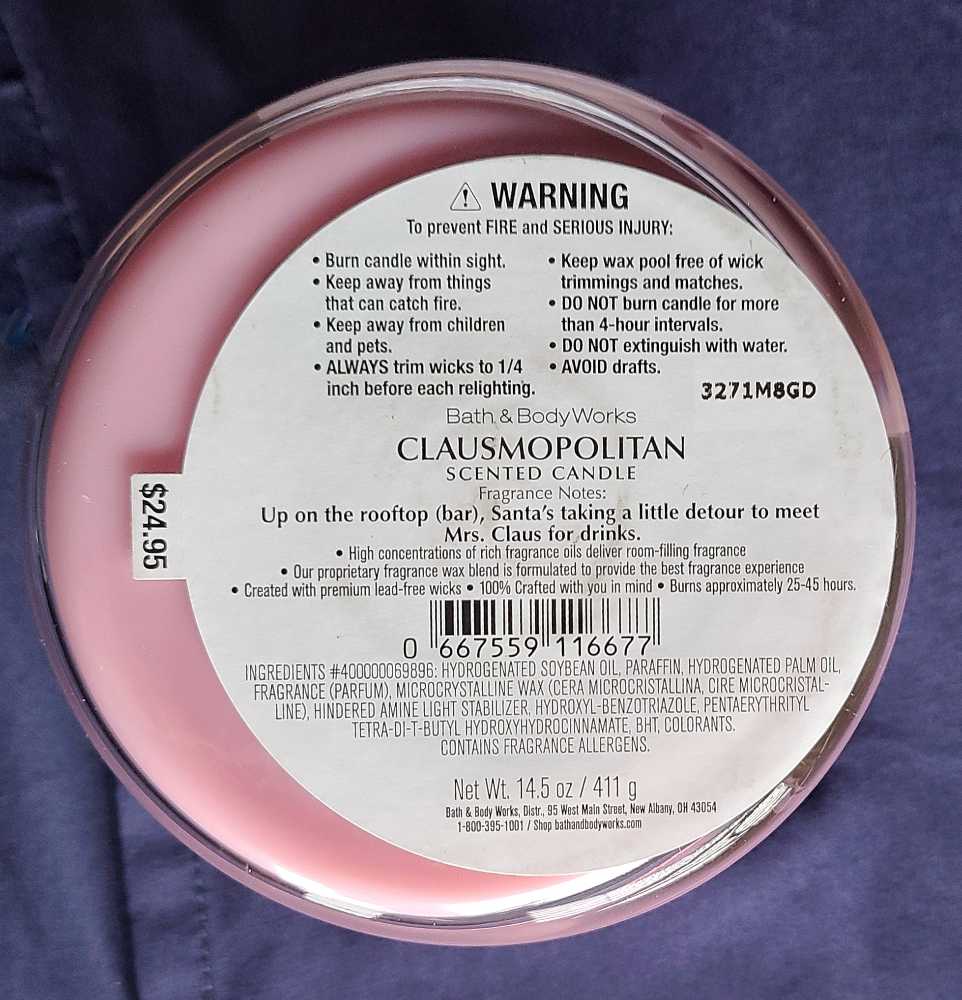 ⚠ WARNING
To prevent FIRE and SERIOUS INJURY:
• Burn candle within sight.
• Keep away from things
that can catch fire.
• Keep away from children
and pets.
• ALWAYS trim wicks to 1/4
inch before each relighting.
• Keep wax pool free of wick
trimmings and matches.
• DO NOT burn candle for more
than 4-hour intervals.
• DO NOT extinguish with water.
• AVOID drafts.
3271M8GD
Bath & Body Works
CLAUSMOPOLITAN
SCENTED CANDLE
Fragrance Notes:
Up on the rooftop (bar), Santa's taking a little detour to meet
Mrs. Claus for drinks.
• High concentrations of rich fragrance oils deliver room-filling fragrance
• Our proprietary fragrance wax blend is formulated to provide the best fragrance experience
• Created with premium lead-free wicks • 100% Crafted with you in mind • Burns approximately 25-45 hours.
$24.95
0 667559 116677
INGREDIENTS #400000069896: HYDROGENATED SOYBEAN OIL, PARAFFIN, HYDROGENATED PALM OIL,
FRAGRANCE (PARFUM), MICROCRYSTALLINE WAX (CERA MICROCRISTALLINA, CIRE MICROCRISTAL-
LINE), HINDERED AMINE LIGHT STABILIZER, HYDROXYL-BENZOTRIAZOLE, PENTAERYTHRITYL
TETRA-DI-T-BUTYL HYDROXYHYDROCINNAMATE, BHT, COLORANTS.
CONTAINS FRAGRANCE ALLERGENS.
Net Wt. 14.5 oz / 411 g
Bath & Body Works, Distr., 95 West Main Street, New Albany, OH 43054
1-800-395-1001 / Shop bathandbodyworks.com